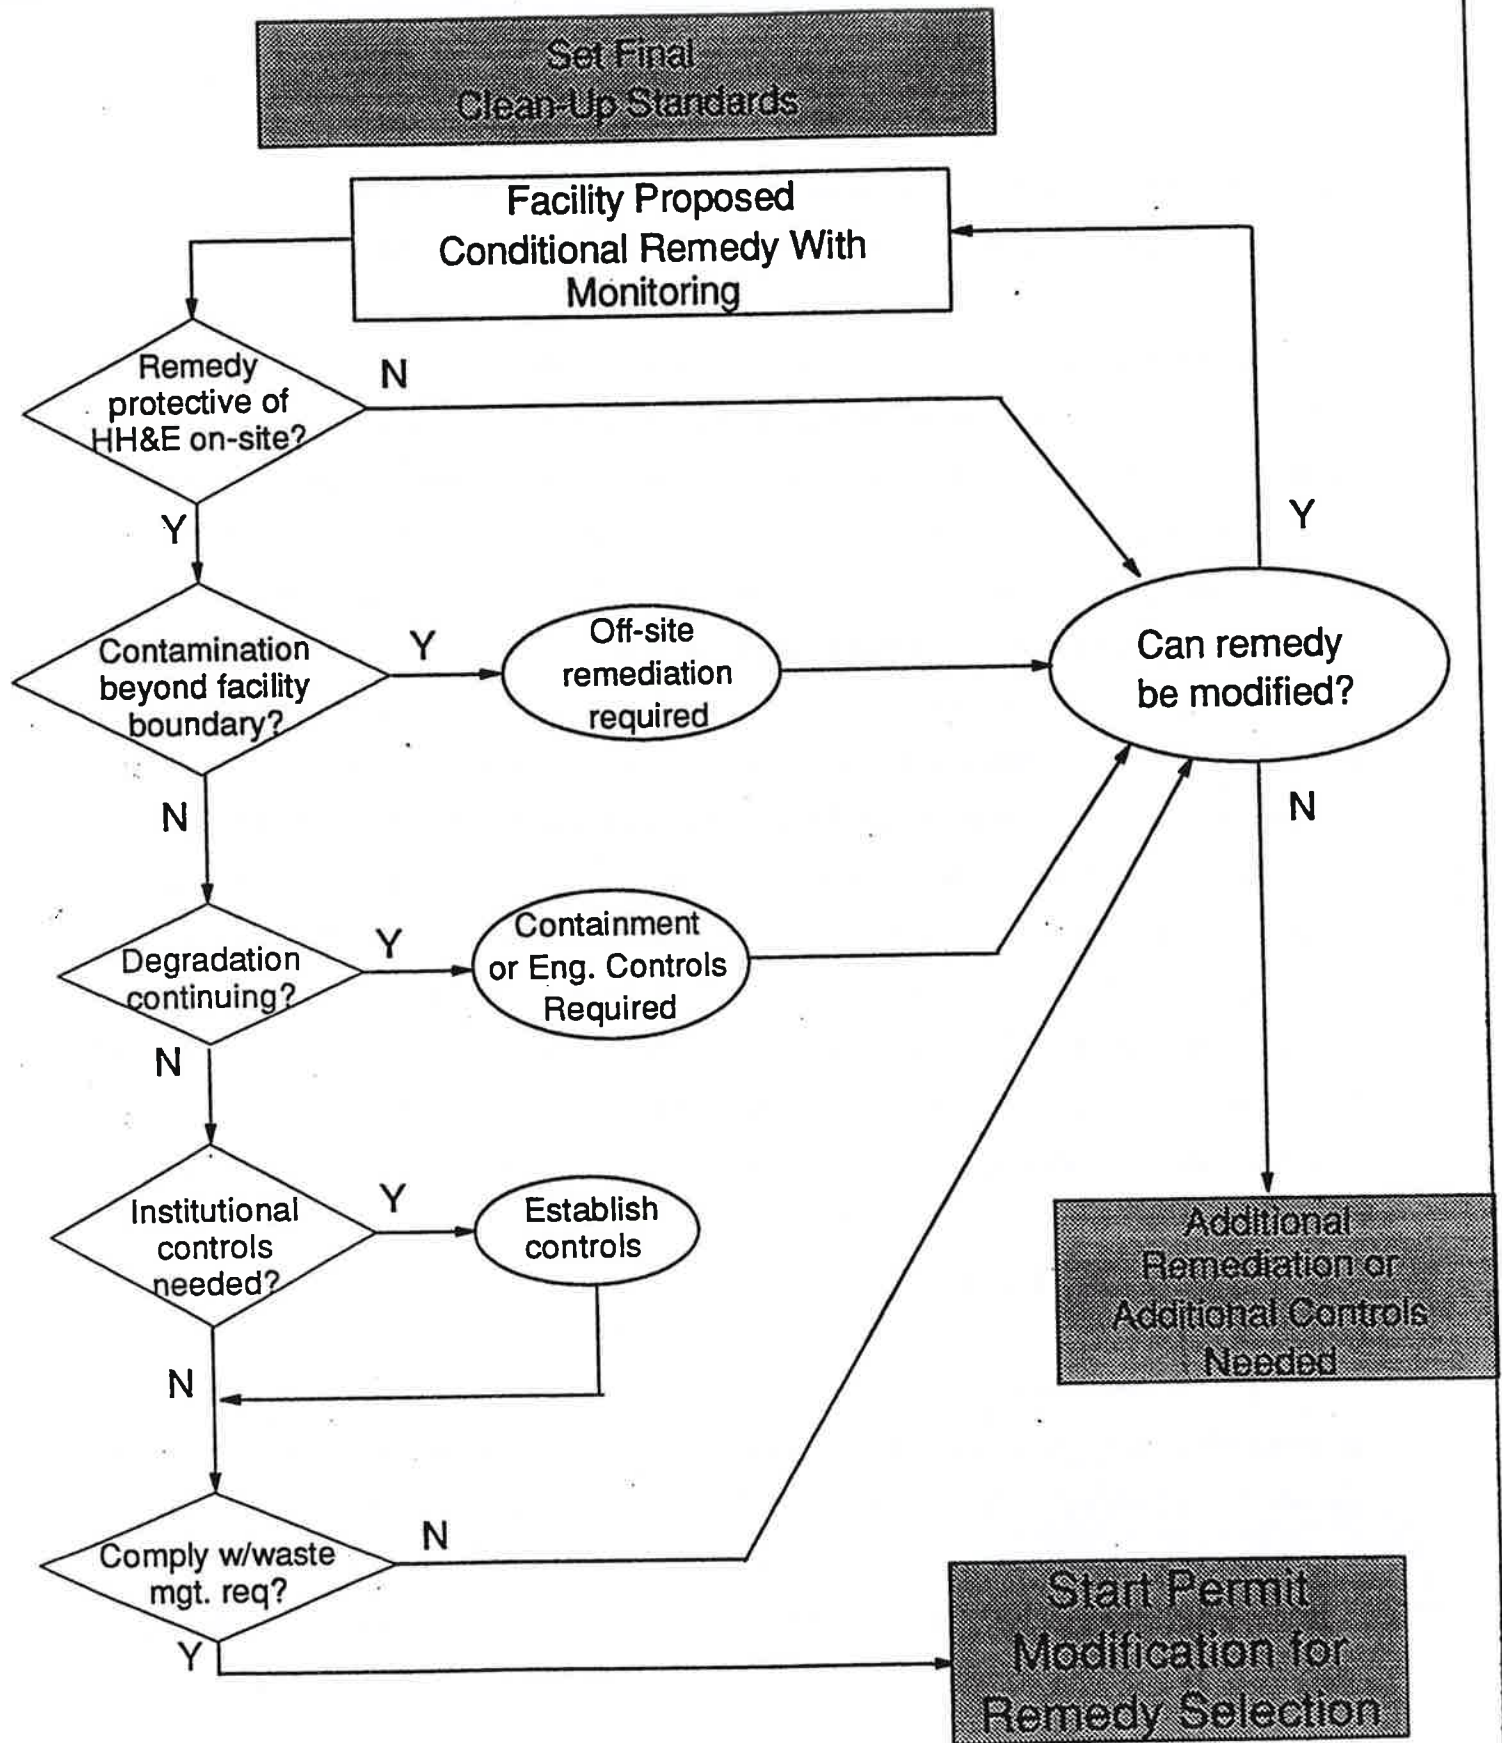 Set Final
Clean-Up Standards
Facility Proposed
Conditional Remedy With
Monitoring
Remedy
protective of
HH&E on-site?
N
Y
Y
Contamination
beyond facility
boundary?
Y
Off-site
remediation
required
Can remedy
be modified?
N
N
Degradation
continuing?
Y
Containment
or Eng. Controls
Required
N
Institutional
controls
needed?
Y
Establish
controls
Additional
Remediation or
Additional Controls
Needed
N
Comply w/waste
mgt. req?
N
Y
Start Permit
Modification for
Remedy Selection